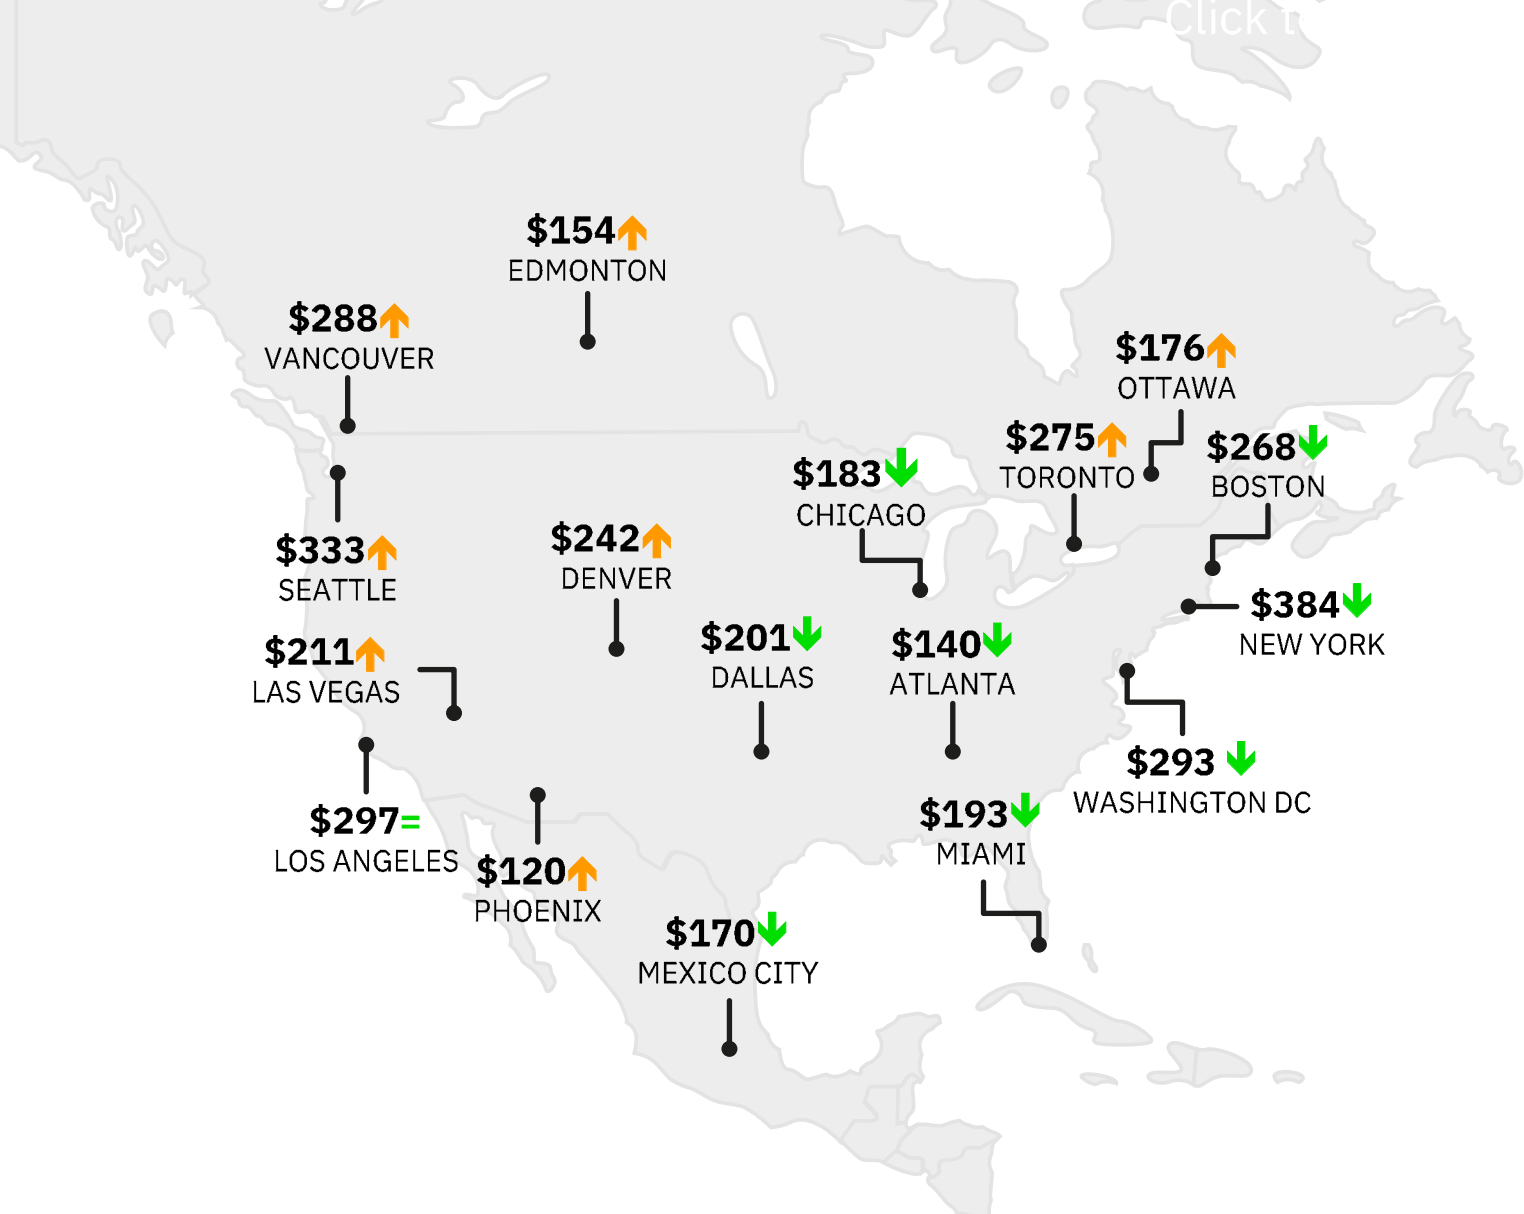 Click t
$154
EDMONTON
$288
VANCOUVER
$176
OTTAWA
$275
TORONTO
$268
BOSTON
$183
CHICAGO
$333
SEATTLE
$242
DENVER
$384
NEW YORK
$201
DALLAS
$140
ATLANTA
$211
LAS VEGAS
$293
WASHINGTON DC
$297=
LOS ANGELES
$193
MIAMI
$120
PHOENIX
$170
MEXICO CITY